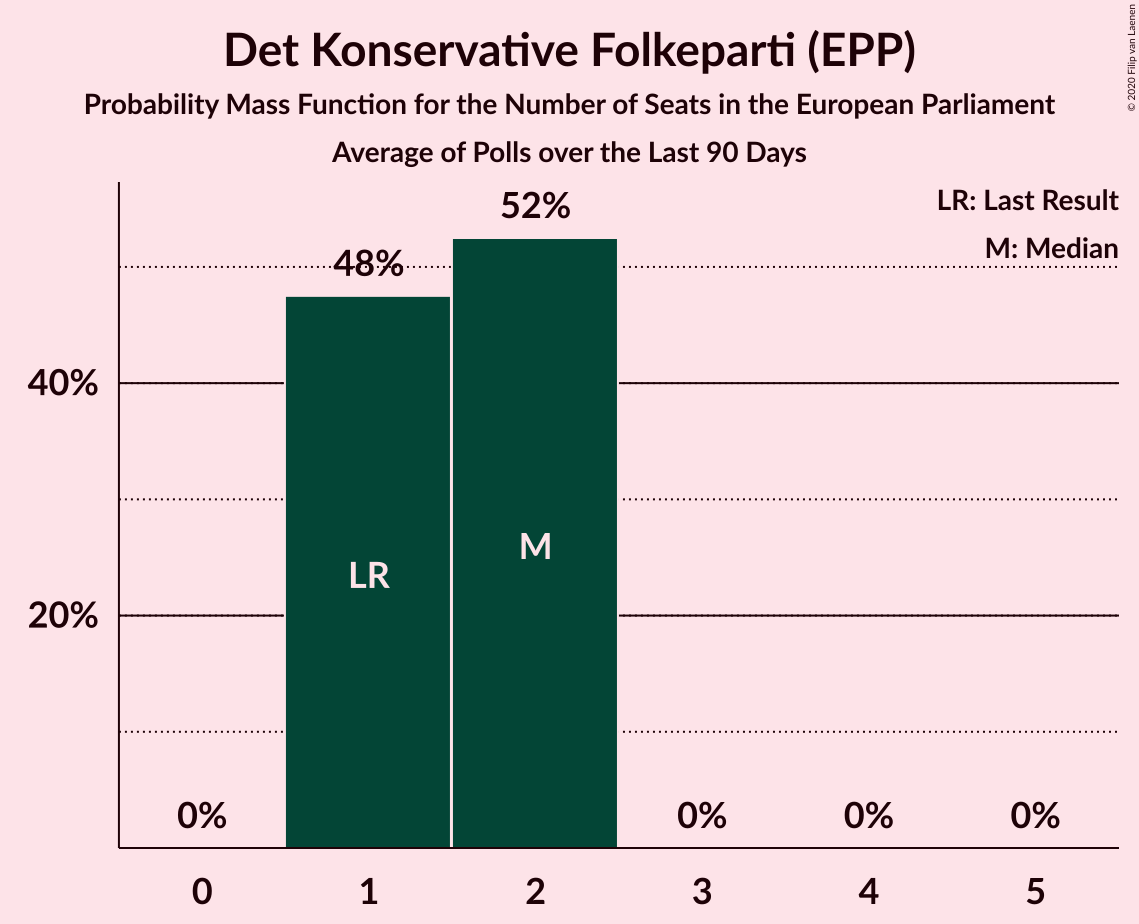 Det Konservative Folkeparti (EPP)
Probability Mass Function for the Number of Seats in the European Parliament
Average of Polls over the Last 90 Days
© 2020 Filip van Laenen
LR: Last Result
M: Median
52%
48%
40%
20%
LR
M
0%
0%
0%
0%
0
1
2
3
4
5